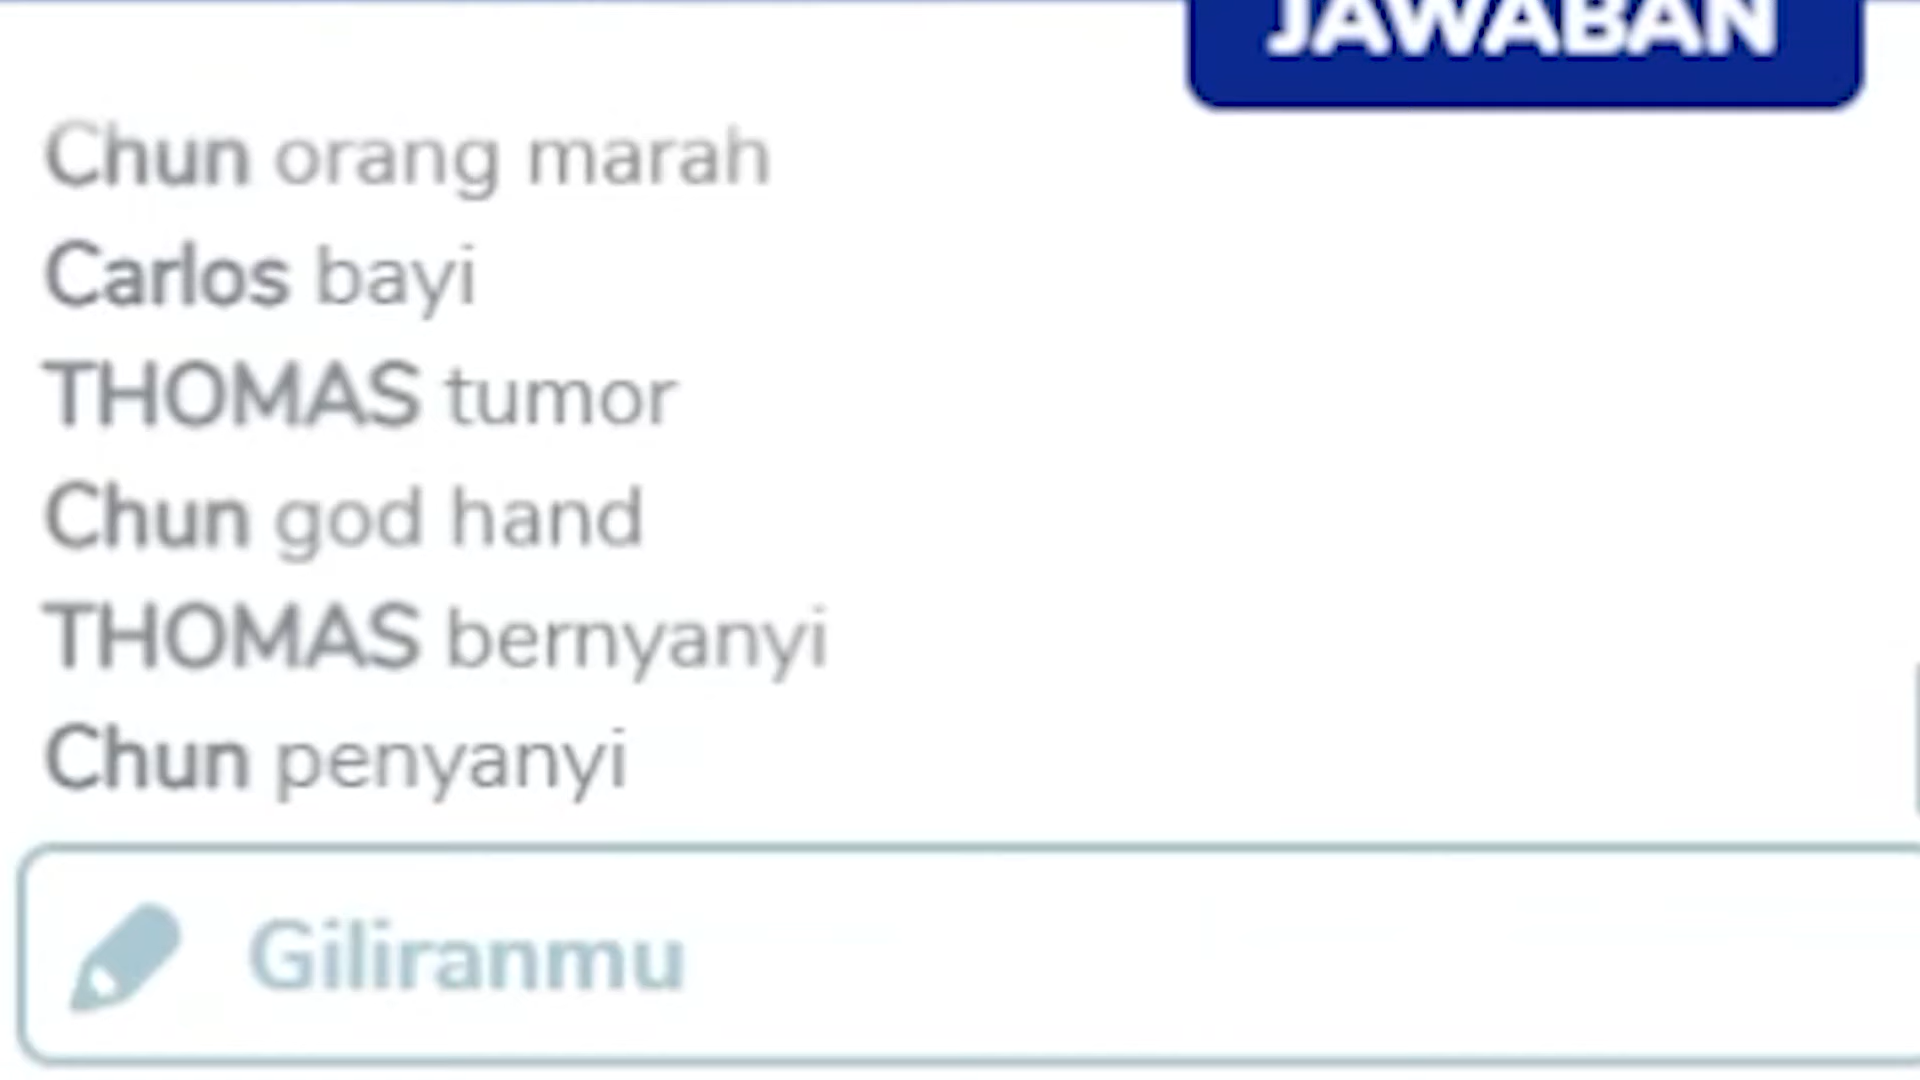 JAWABAN
Chun orang marah
Carlos bayi
THOMAS tumor
Chun god hand
THOMAS bernyanyi
Chun penyanyi
Giliranmu